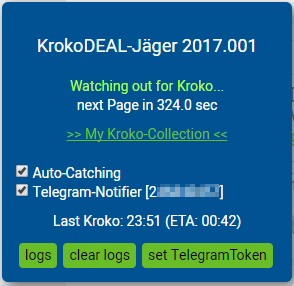 KrokoDEAL-Jäger 2017.001
Watching out for Kroko...
next Page in 324.0 sec
>> My Kroko-Collection <<
Auto-Catching
Telegram-Notifier [2]
Last Kroko: 23:51 (ETA: 00:42)
logs clear logs set TelegramToken